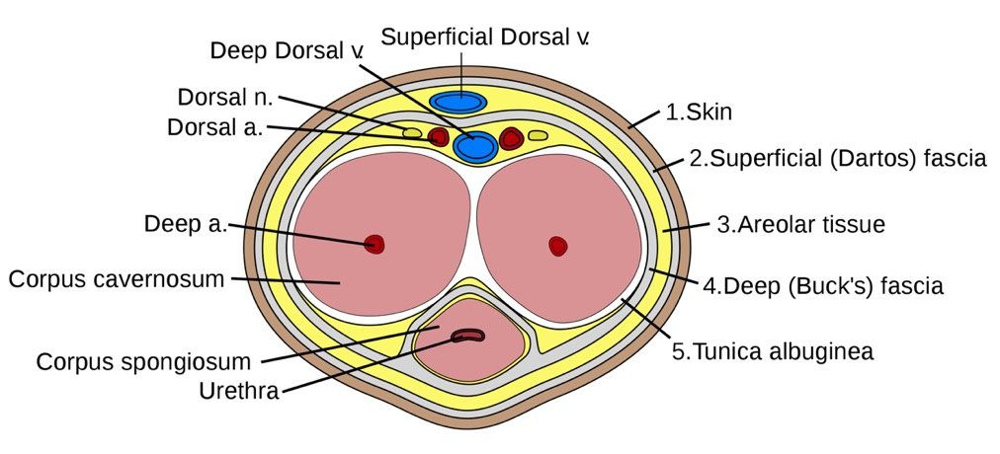 Superficial Dorsal v.
Deep Dorsal v.
Dorsal n.
Dorsal a.
Deep a.
Corpus cavernosum
Corpus spongiosum
Urethra
1.Skin
2.Superficial (Dartos) fascia
3.Areolar tissue
4.Deep (Buck's) fascia
5.Tunica albuginea